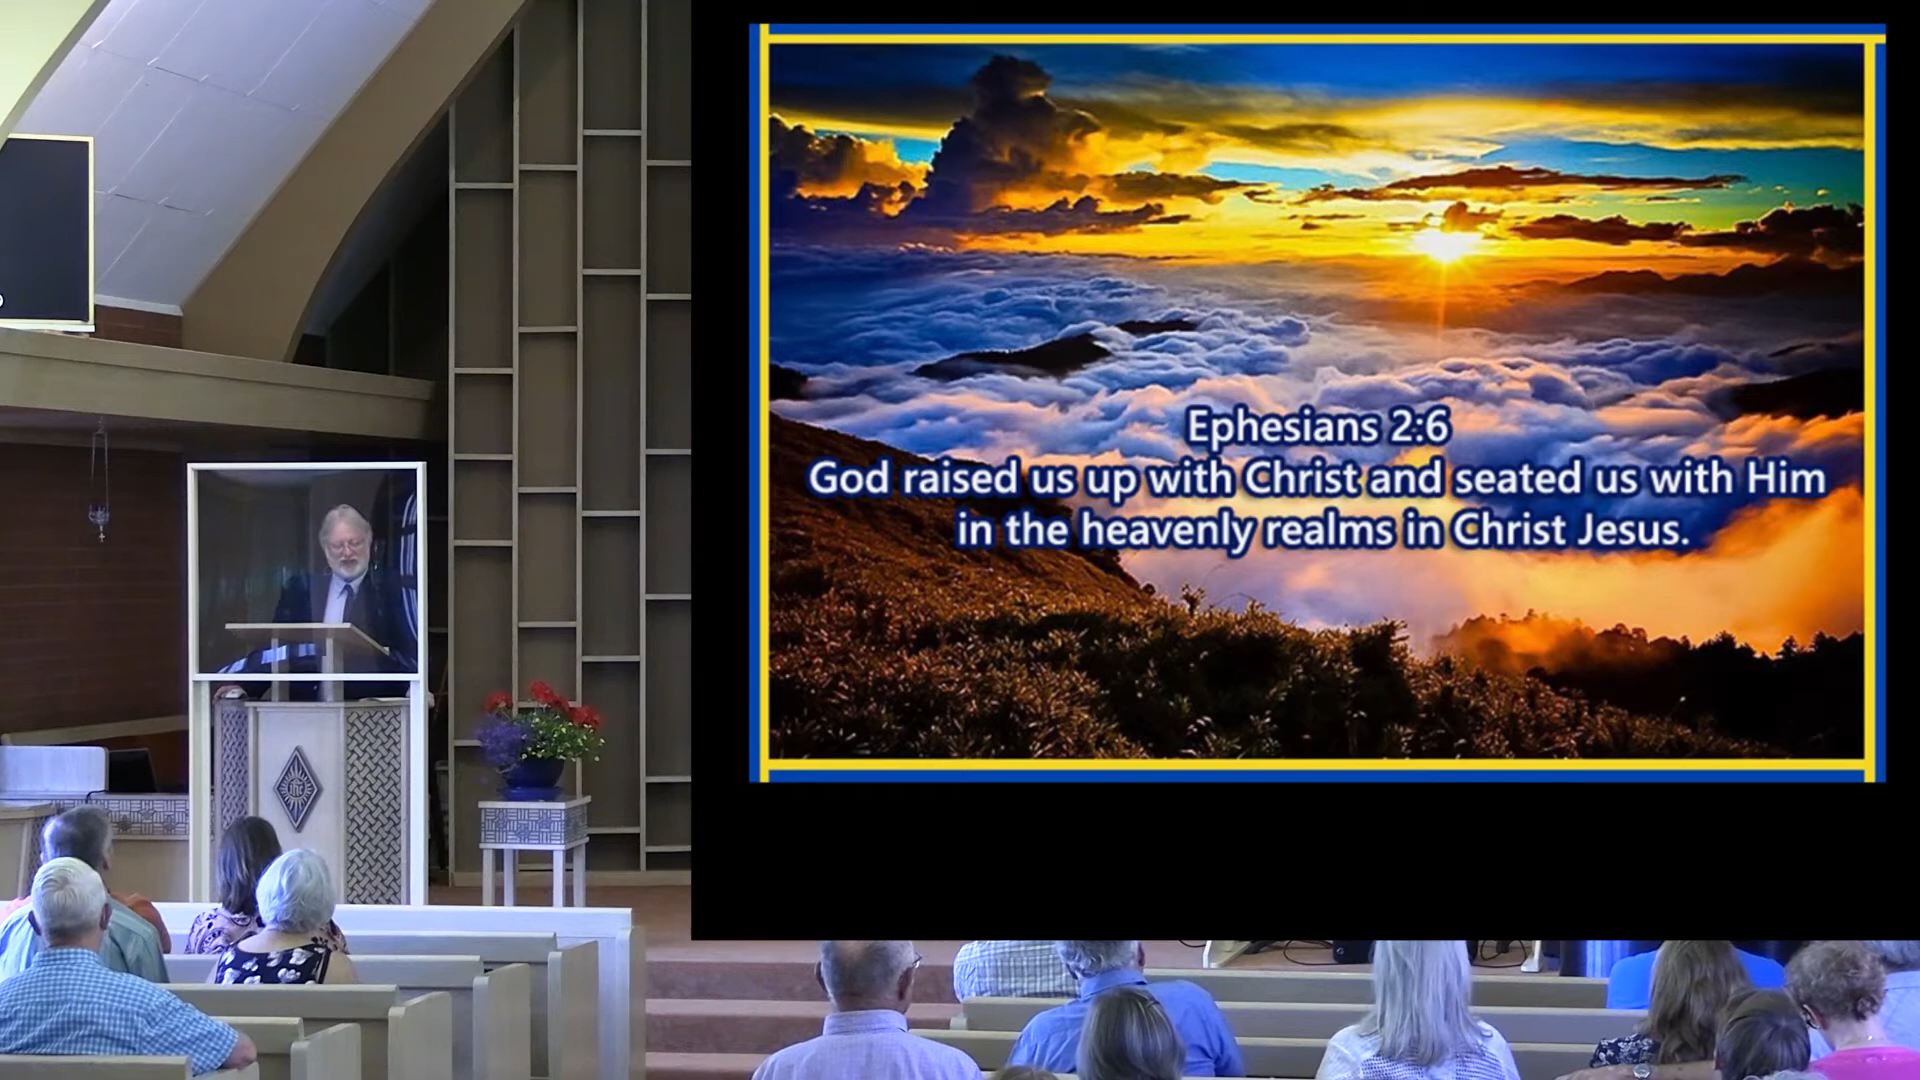 Ephesians 2:6
God raised us up with Christ and seated us with Him
in the heavenly realms in Christ Jesus.